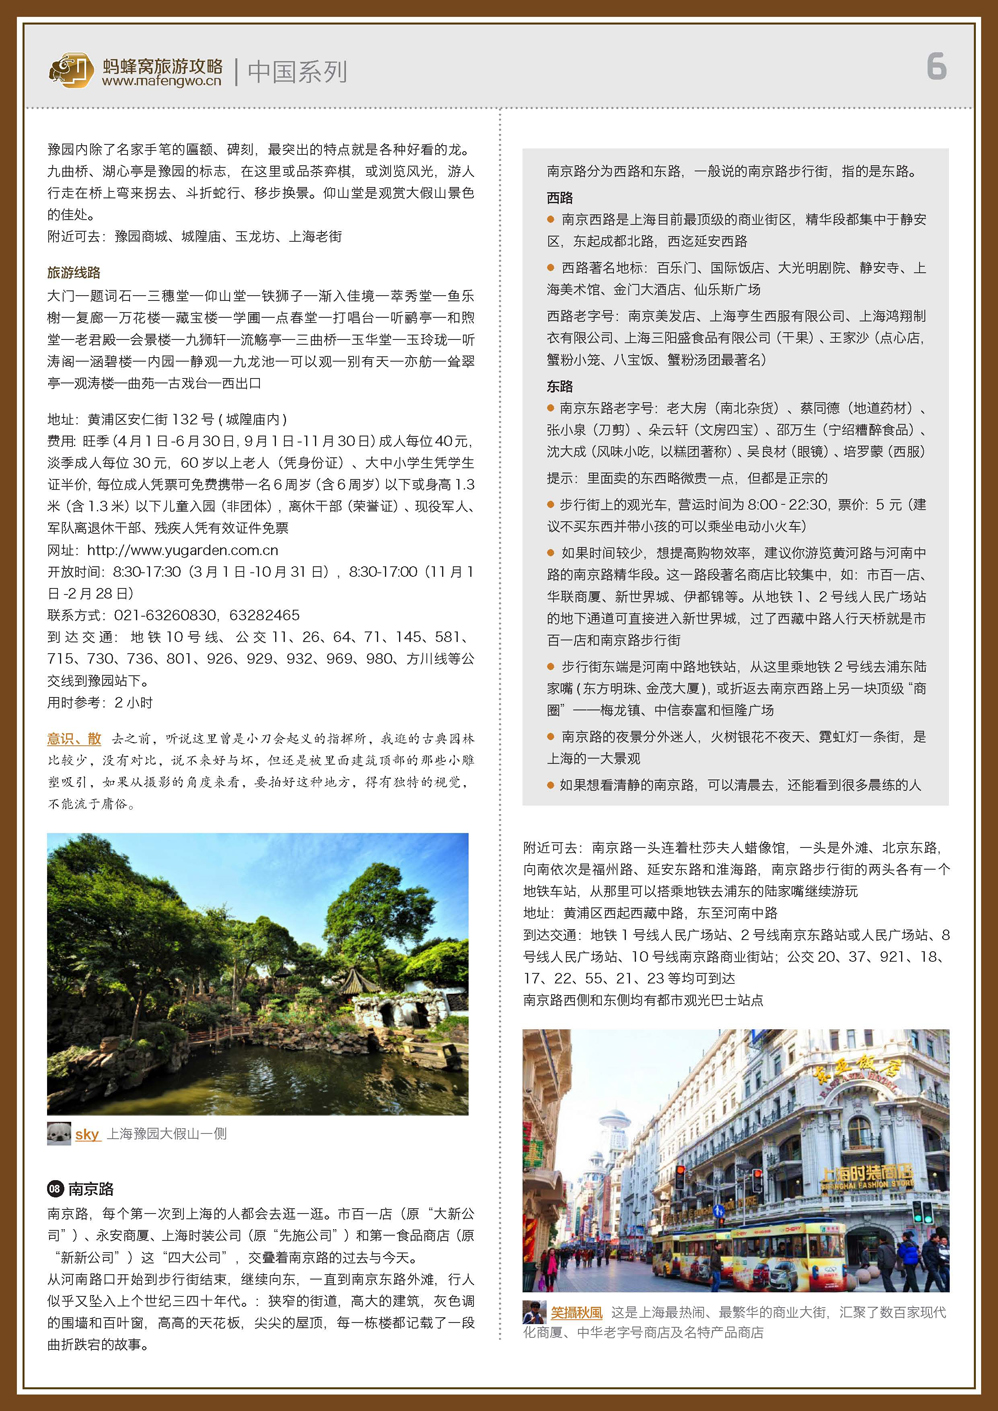 蚂蜂窝旅游攻略
www.mafengwo.cn
中国系列
6
豫园内除了名家手笔的匾额、碑刻，最突出的特点就是各种好看的龙。
九曲桥、湖心亭是豫园的标志，在这里或品茶弈棋，或浏览风光，游人
行走在桥上弯来拐去、斗折蛇行、移步换景。仰山堂是观赏大假山景色
的佳处。
附近可去：豫园商城、城隍庙、玉龙坊、上海老街
旅游线路
大门—题词石—三穗堂—仰山堂—铁狮子—渐入佳境—萃秀堂—鱼乐
榭—复廊—万花楼—藏宝楼—学圃—点春堂—打唱台—听鹂亭—和煦
堂—老君殿—会景楼—九狮轩—流觞亭—三曲桥—玉华堂—玉玲珑—听
涛阁—涵碧楼—内园—静观—九龙池—可以观—别有天—亦舫—耸翠
亭—观涛楼—曲苑—古戏台—西出口
地址：黄浦区安仁街 132 号 ( 城隍庙内 )
费用: 旺季 (4 月 1 日 -6 月 30 日, 9 月 1 日 -11 月 30 日) 成人每位 40 元，
淡季成人每位 30 元，60 岁以上老人（凭身份证）、大中小学生凭学生
证半价, 每位成人凭票可免费携带一名 6 周岁 (含 6 周岁) 以下或身高 1.3
米（含 1.3 米）以下儿童入园（非团体），离休干部（荣誉证）、现役军人、
军队离退休干部、残疾人凭有效证件免票
网址：http://www.yugarden.com.cn
开放时间：8:30-17:30（3 月 1 日 -10 月 31 日），8:30-17:00（11 月 1
日 -2 月 28 日）
联系方式：021-63260830，63282465
到达交通：地铁 10 号线、公交 11、26、64、71、145、581、
715、730、736、801、926、929、932、969、980、方川线等公
交线到豫园站下。
用时参考：2 小时
意识、散 去之前，听说这里曾是小刀会起义的指挥所，我逛的古典园林
比较少，没有对比，说不来好与坏，但还是被里面建筑顶部的那些小雕
塑吸引，如果从摄影的角度来看，要拍好这种地方，得有独特的视觉，
不能流于庸俗。
sky 上海豫园大假山一侧
08 南京路
南京路，每个第一次到上海的人都会去逛一逛。市百一店（原“大新公
司”）、永安商厦、上海时装公司（原“先施公司”）和第一食品商店（原
“新新公司”）这“四大公司”，交叠着南京路的过去与今天。
从河南路口开始到步行街结束，继续向东，一直到南京东路外滩，行人
似乎又坠入上个世纪三四十年代。：狭窄的街道，高大的建筑，灰色调
的围墙和百叶窗，高高的天花板，尖尖的屋顶，每一栋楼都记载了一段
曲折跌宕的故事。
南京路分为西路和东路，一般说的南京路步行街，指的是东路。
西路
● 南京西路是上海目前最顶级的商业街区，精华段都集中于静安
区，东起成都北路，西迄延安西路
● 西路著名地标：百乐门、国际饭店、大光明剧院、静安寺、上
海美术馆、金门大酒店、仙乐斯广场
西路老字号：南京美发店、上海亨生西服有限公司、上海鸿翔制
衣有限公司、上海三阳盛食品有限公司（干果）、王家沙（点心店，
蟹粉小笼、八宝饭、蟹粉汤团最著名）
东路
● 南京东路老字号：老大房（南北杂货）、蔡同德（地道药材）、
张小泉（刀剪）、朵云轩（文房四宝）、邵万生（宁绍糟醉食品）、
沈大成 (风味小吃, 以糕团著称) 、吴良材 (眼镜) 、培罗蒙 (西服)
提示：里面卖的东西略微贵一点，但都是正宗的
● 步行街上的观光车，营运时间为 8:00 - 22:30，票价：5 元（建
议不买东西并带小孩的可以乘坐电动小火车）
● 如果时间较少，想提高购物效率，建议你游览黄河路与河南中
路的南京路精华段。这一路段著名商店比较集中，如：市百一店、
华联商厦、新世界城、伊都锦等。从地铁 1、2 号线人民广场站
的地下通道可直接进入新世界城，过了西藏中路人行天桥就是市
百一店和南京路步行街
● 步行街东端是河南中路地铁站，从这里乘地铁 2 号线去浦东陆
家嘴 ( 东方明珠、金茂大厦 )，或折返去南京西路上另一块顶级“商
圈”——梅龙镇、中信泰富和恒隆广场
● 南京路的夜景分外迷人，火树银花不夜天、霓虹灯一条街，是
上海的一大景观
● 如果想看清静的南京路，可以清晨去，还能看到很多晨练的人
附近可去：南京路一头连着杜莎夫人蜡像馆，一头是外滩、北京东路，
向南依次是福州路、延安东路和淮海路，南京路步行街的两头各有一个
地铁车站，从那里可以搭乘地铁去浦东的陆家嘴继续游玩
地址：黄浦区西起西藏中路，东至河南中路
到达交通：地铁 1 号线人民广场站、2 号线南京东路站或人民广场站、8
号线人民广场站、10 号线南京路商业街站；公交 20、37、921、18、
17、22、55、21、23 等均可到达
南京路西侧和东侧均有都市观光巴士站点
東亚饭店
上海时装商店
SHANGHAI FASHION STORE
笑攝秋風 这是上海最热闹、最繁华的商业大街，汇聚了数百家现代
化商厦、中华老字号商店及名特产品商店